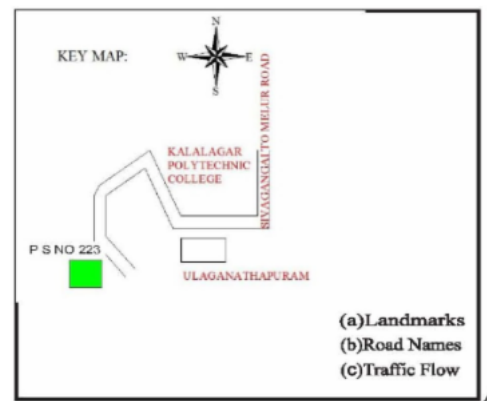 N
KEY MAP:
W
E
S
SIVAGANGAI TO MELUR ROAD
KALALAGAR
POLYTECHNIC
COLLEGE
P S NO 223
ULAGANATHAPURAM
(a)Landmarks
(b)Road Names
(c)Traffic Flow